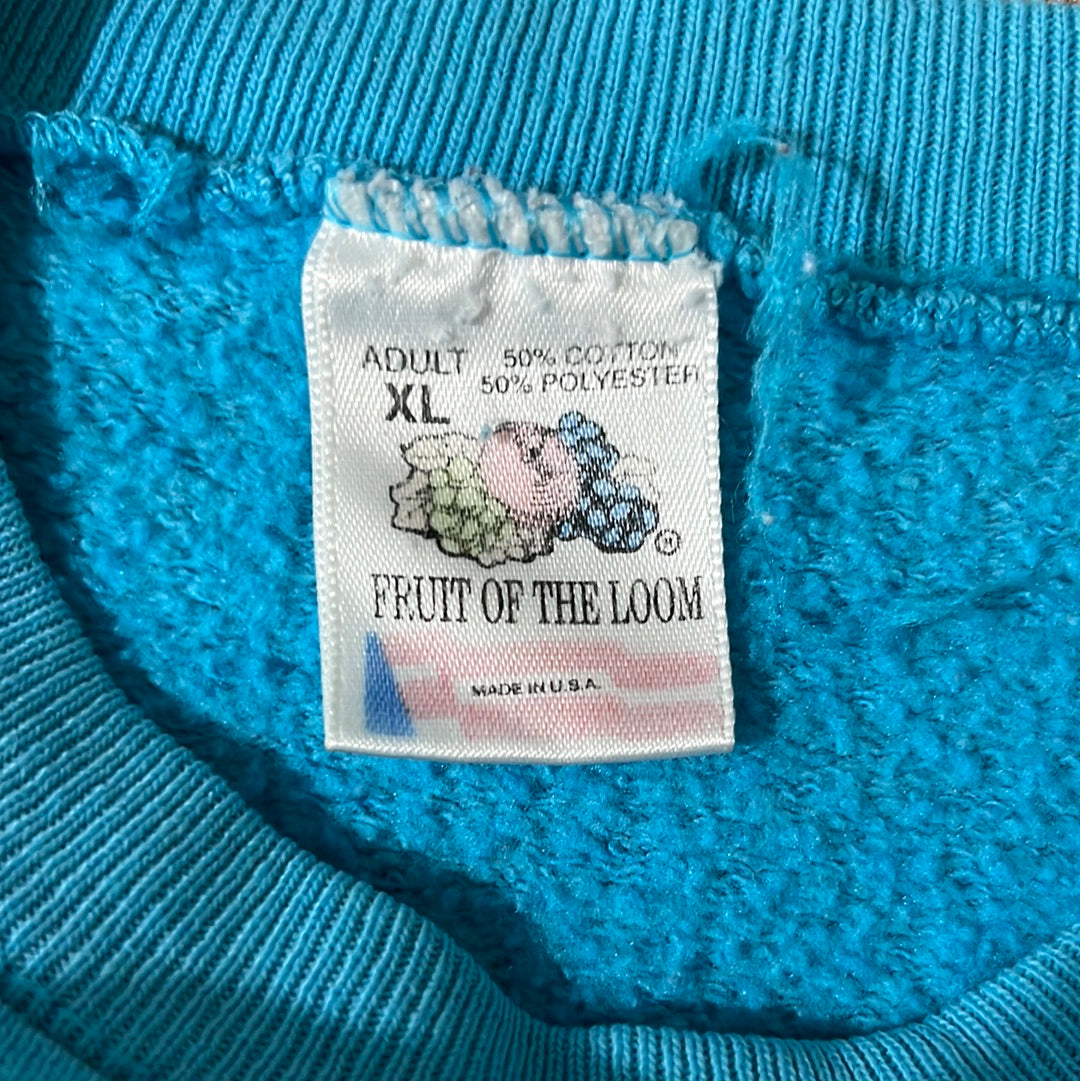 ADULT 50% COTTON
XL 50% POLYESTER
®
FRUIT OF THE LOOM
MADE IN U.S.A.